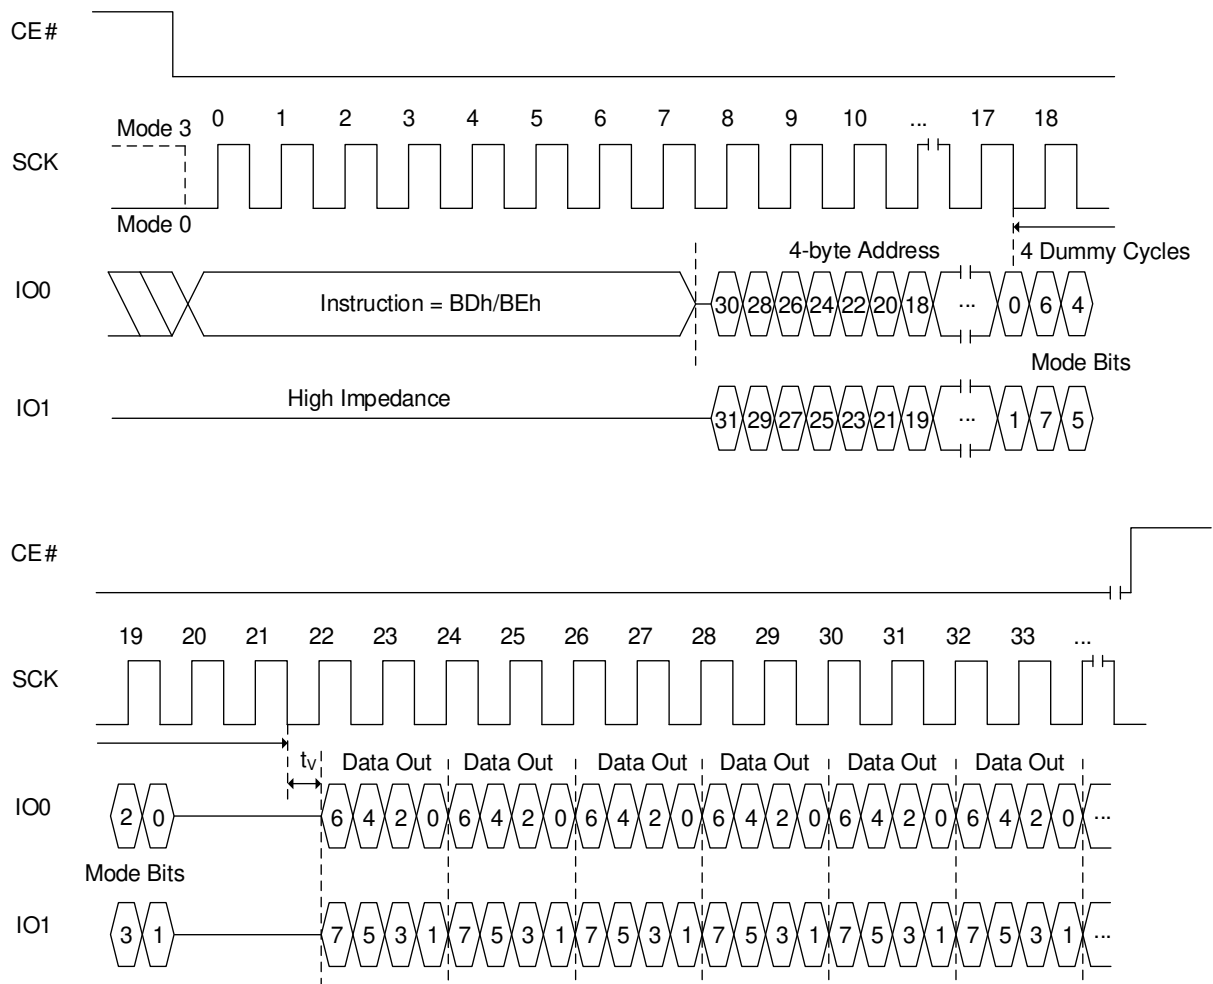 CE#
0 1 2 3 4 5 6 7 8 9 10 ... 17 18
Mode 3
SCK
Mode 0
4-byte Address 4 Dummy Cycles
IO0 Instruction = BDh/BEh 30 28 26 24 22 20 18 ... 0 6 4
Mode Bits
High Impedance
IO1 31 29 27 25 23 21 19 ... 1 7 5
CE#
19 20 21 22 23 24 25 26 27 28 29 30 31 32 33 ...
SCK
tV Data Out Data Out Data Out Data Out Data Out Data Out
IO0 2 0 6 4 2 0 6 4 2 0 6 4 2 0 6 4 2 0 6 4 2 0 6 4 2 0 ...
Mode Bits
IO1 3 1 7 5 3 1 7 5 3 1 7 5 3 1 7 5 3 1 7 5 3 1 7 5 3 1 ...